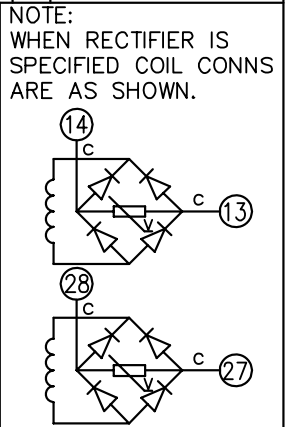 NOTE:
WHEN RECTIFIER IS
SPECIFIED COIL CONNS
ARE AS SHOWN.
14
C
C
13
V
28
C
C
27
V